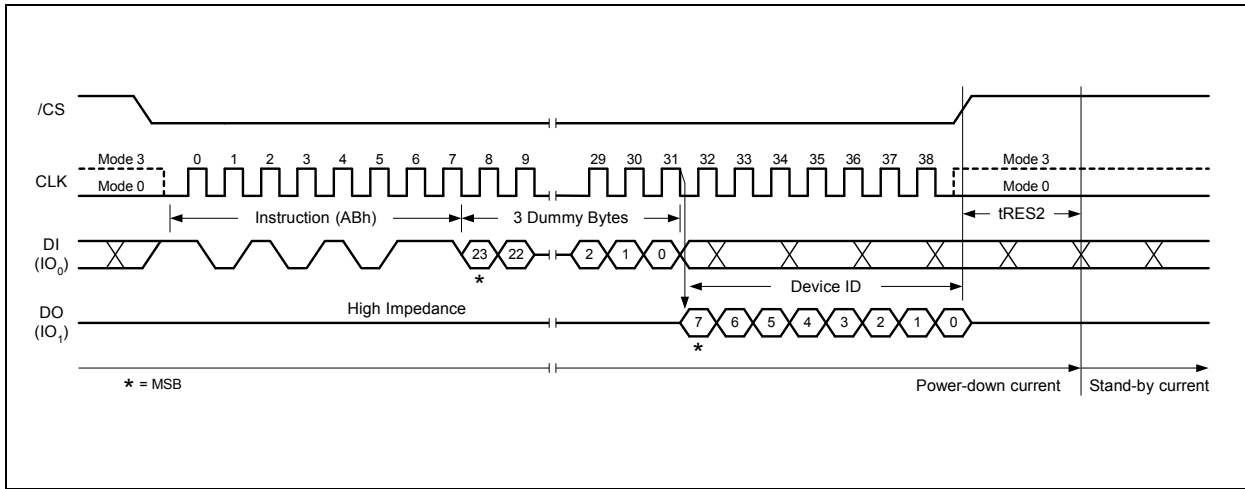 /CS
Mode 3 0 1 2 3 4 5 6 7 8 9 29 30 31 32 33 34 35 36 37 38 Mode 3
CLK
Mode 0 Mode 0
Instruction (ABh) 3 Dummy Bytes tRES2
DI
(IO0)
23 22 2 1 0
*
Device ID
High Impedance
DO
(IO1)
7 6 5 4 3 2 1 0
*
* = MSB
Power-down current Stand-by current